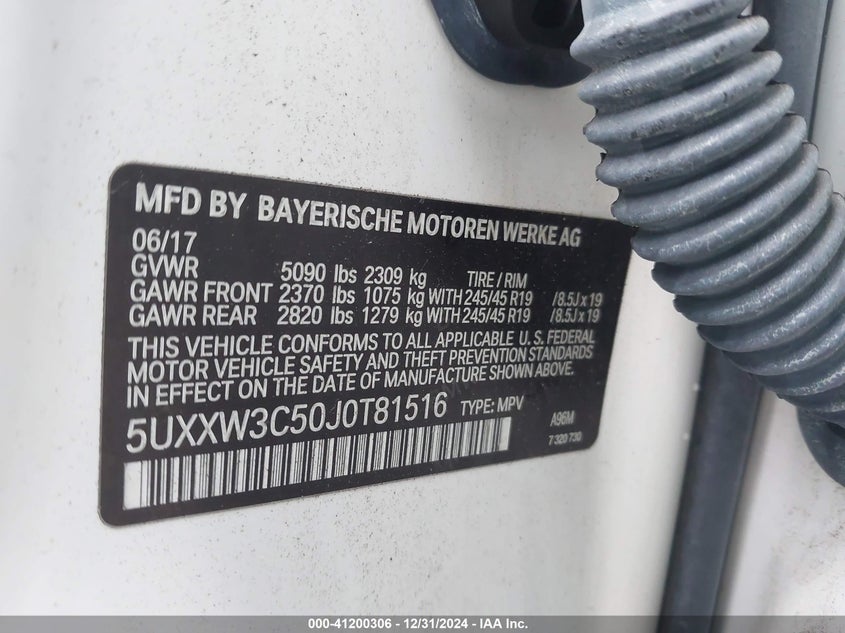 MFD BY BAYERISCHE MOTOREN WERKE AG
06/17
GVWR 5090 lbs 2309 kg TIRE / RIM
GAWR FRONT 2370 lbs 1075 kg WITH 245/45 R19 /8.5J x 19
GAWR REAR 2820 lbs 1279 kg WITH 245/45 R19 /8.5J x 19
THIS VEHICLE CONFORMS TO ALL APPLICABLE U.S. FEDERAL
MOTOR VEHICLE SAFETY AND THEFT PREVENTION STANDARDS
IN EFFECT ON THE DATE OF MANUFACTURE SHOWN ABOVE.
5UXXW3C50J0T81516 TYPE: MPV A96M
7 320 730
000-41200306 - 12/31/2024 - IAA Inc.